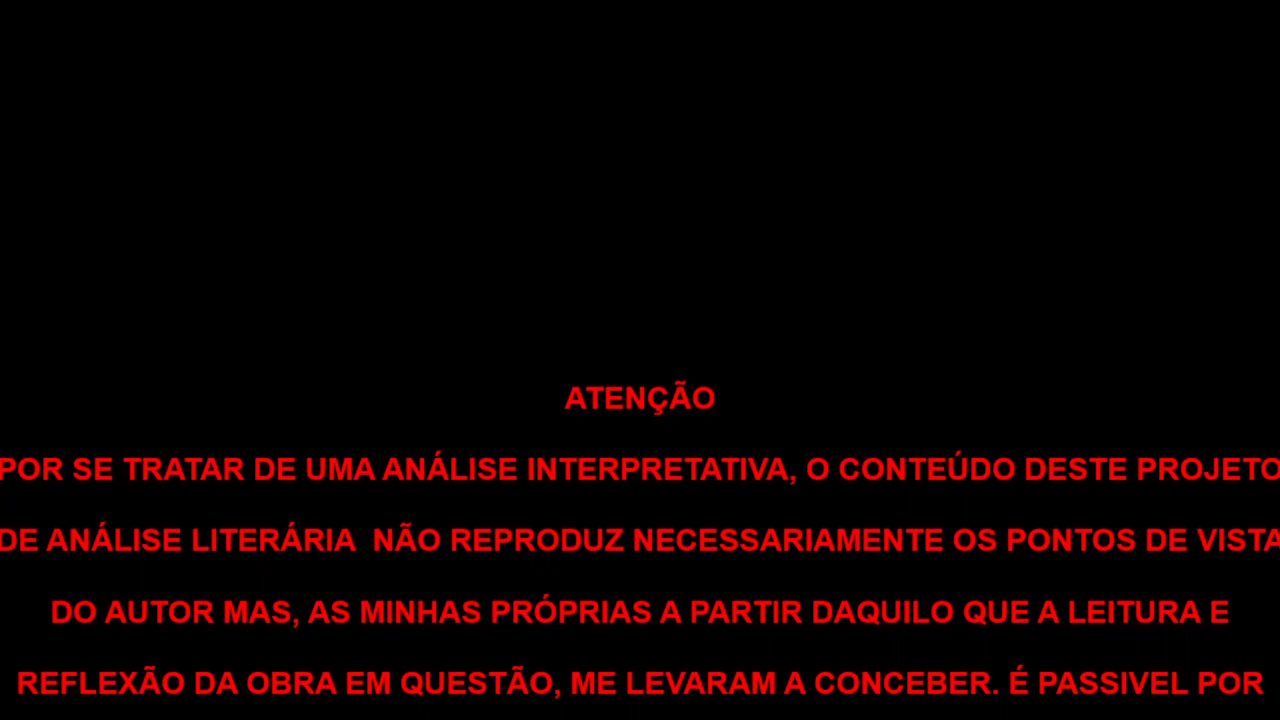 ATENÇÃO
POR SE TRATAR DE UMA ANÁLISE INTERPRETATIVA, O CONTEÚDO DESTE PROJETO
DE ANÁLISE LITERÁRIA  NÃO REPRODUZ NECESSARIAMENTE OS PONTOS DE VISTA
DO AUTOR MAS, AS MINHAS PRÓPRIAS A PARTIR DAQUILO QUE A LEITURA E
REFLEXÃO DA OBRA EM QUESTÃO, ME LEVARAM A CONCEBER. É PASSIVEL POR